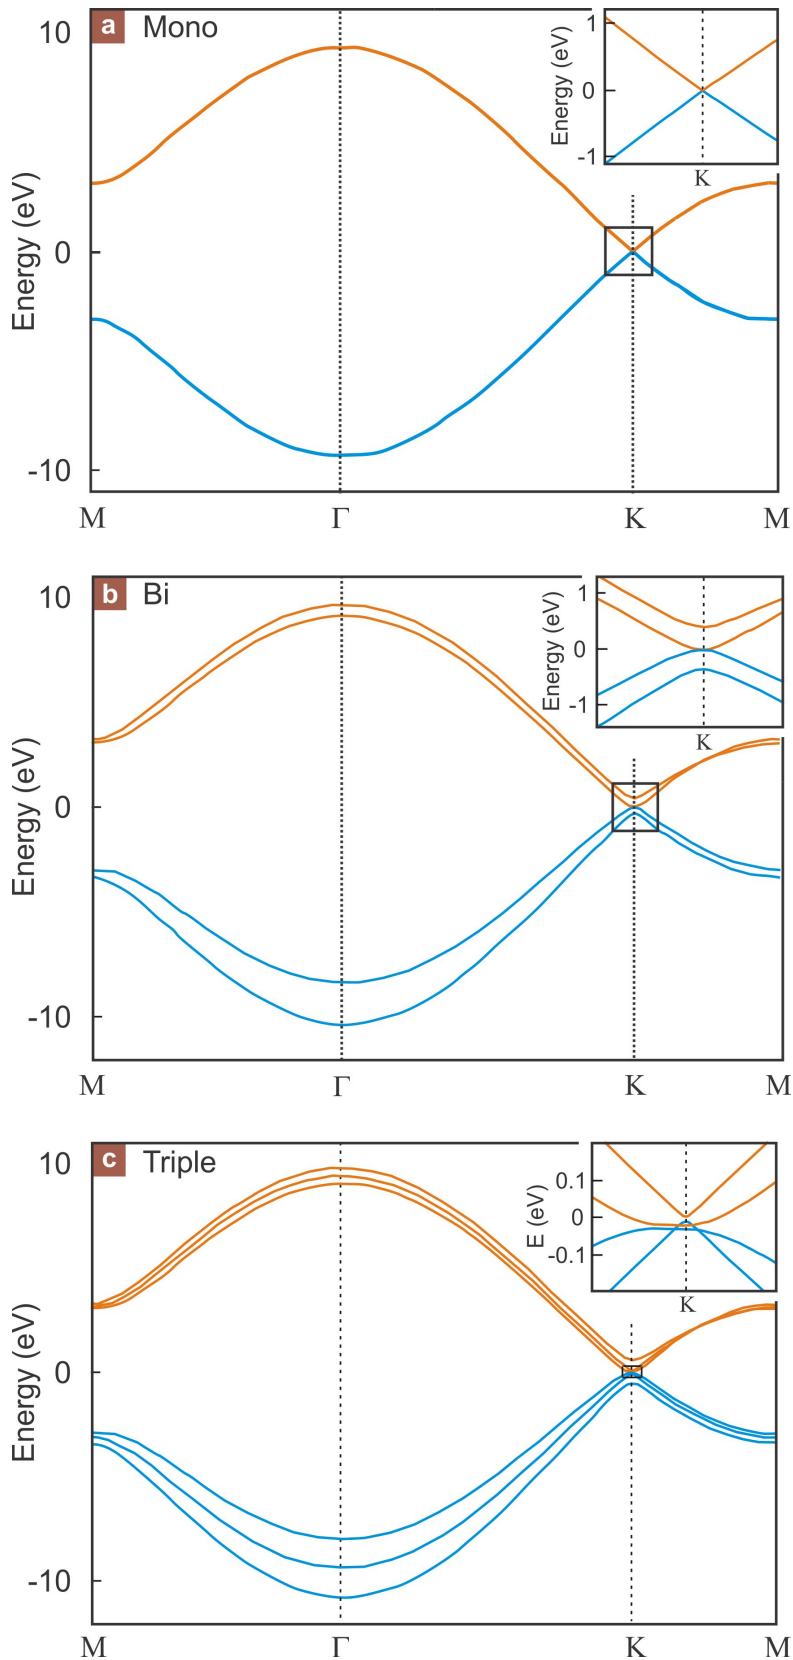 a Mono
10
0
-10
Energy (eV)
M Γ K M
1
0
-1
Energy (eV)
K
b Bi
10
0
-10
Energy (eV)
M Γ K M
1
0
-1
Energy (eV)
K
c Triple
10
0
-10
Energy (eV)
M Γ K M
0.1
0
-0.1
E (eV)
K